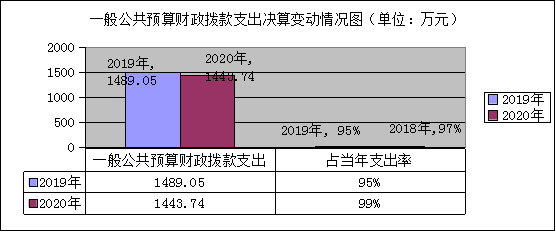 一般公共预算财政拨款支出决算变动情况图（单位：万元）
2000
1500
1000
500
0
2019年,
1489.05
2020年,
1443.74
2019年, 95%
2018年,97%
2019年
2020年
一般公共预算财政拨款支出 占当年支出率
2019年 1489.05 95%
2020年 1443.74 99%